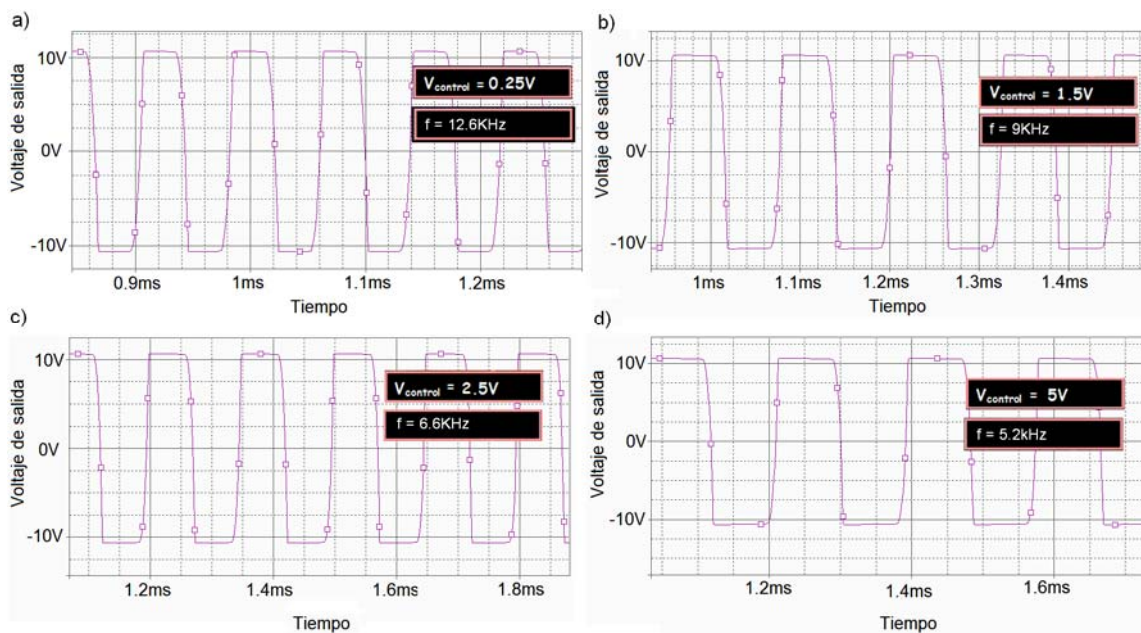 a)
Voltaje de salida
10V
0V
-10V
V control = 0.25V
f = 12.6KHz
0.9ms 1ms 1.1ms 1.2ms
Tiempo
b)
Voltaje de salida
10V
0V
-10V
V control = 1.5V
f = 9KHz
1ms 1.1ms 1.2ms 1.3ms 1.4ms
Tiempo
c)
Voltaje de salida
10V
0V
-10V
V control = 2.5V
f = 6.6KHz
1.2ms 1.4ms 1.6ms 1.8ms
Tiempo
d)
Voltaje de salida
10V
0V
-10V
V control = 5V
f = 5.2kHz
1.2ms 1.4ms 1.6ms
Tiempo